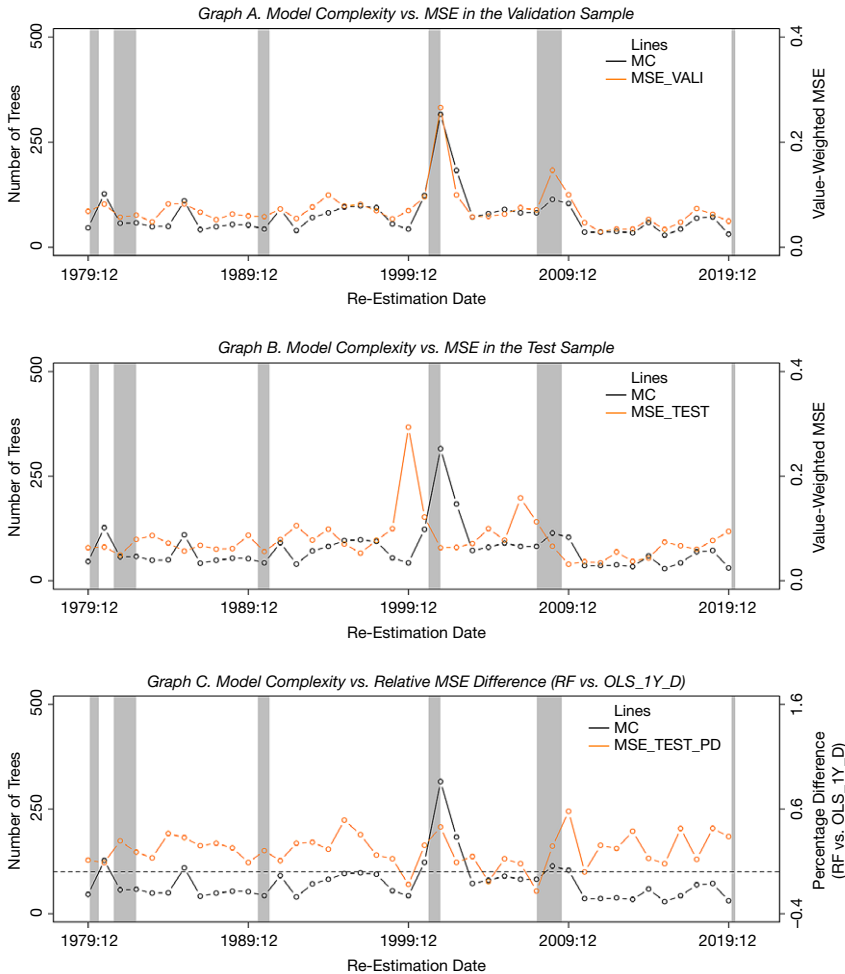 Graph A. Model Complexity vs. MSE in the Validation Sample
500
250
0
Number of Trees
Lines
MC
MSE_VALI
0.4
0.2
0.0
Value-Weighted MSE
1979:12
1989:12
1999:12
2009:12
2019:12
Re-Estimation Date
Graph B. Model Complexity vs. MSE in the Test Sample
500
250
0
Number of Trees
Lines
MC
MSE_TEST
0.4
0.2
0.0
Value-Weighted MSE
1979:12
1989:12
1999:12
2009:12
2019:12
Re-Estimation Date
Graph C. Model Complexity vs. Relative MSE Difference (RF vs. OLS_1Y_D)
500
250
0
Number of Trees
Lines
MC
MSE_TEST_PD
1.6
0.6
−0.4
Percentage Difference
(RF vs. OLS_1Y_D)
1979:12
1989:12
1999:12
2009:12
2019:12
Re-Estimation Date